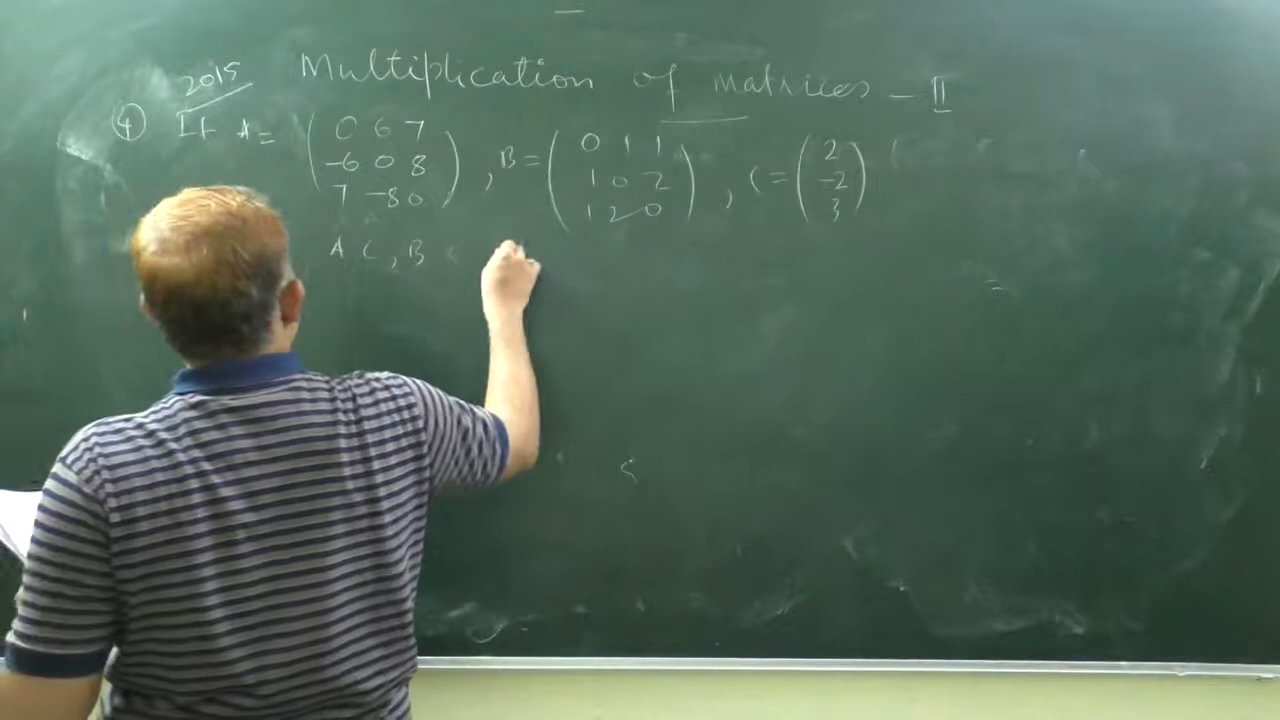 2015 Multiplication of matrices - II
④ If A = ( 0 6 7 ), B = ( 0 1 1 ), C = ( 2 )
-6 0 8 1 0 2 -2
7 -8 0 1 2 0 3
A C, B